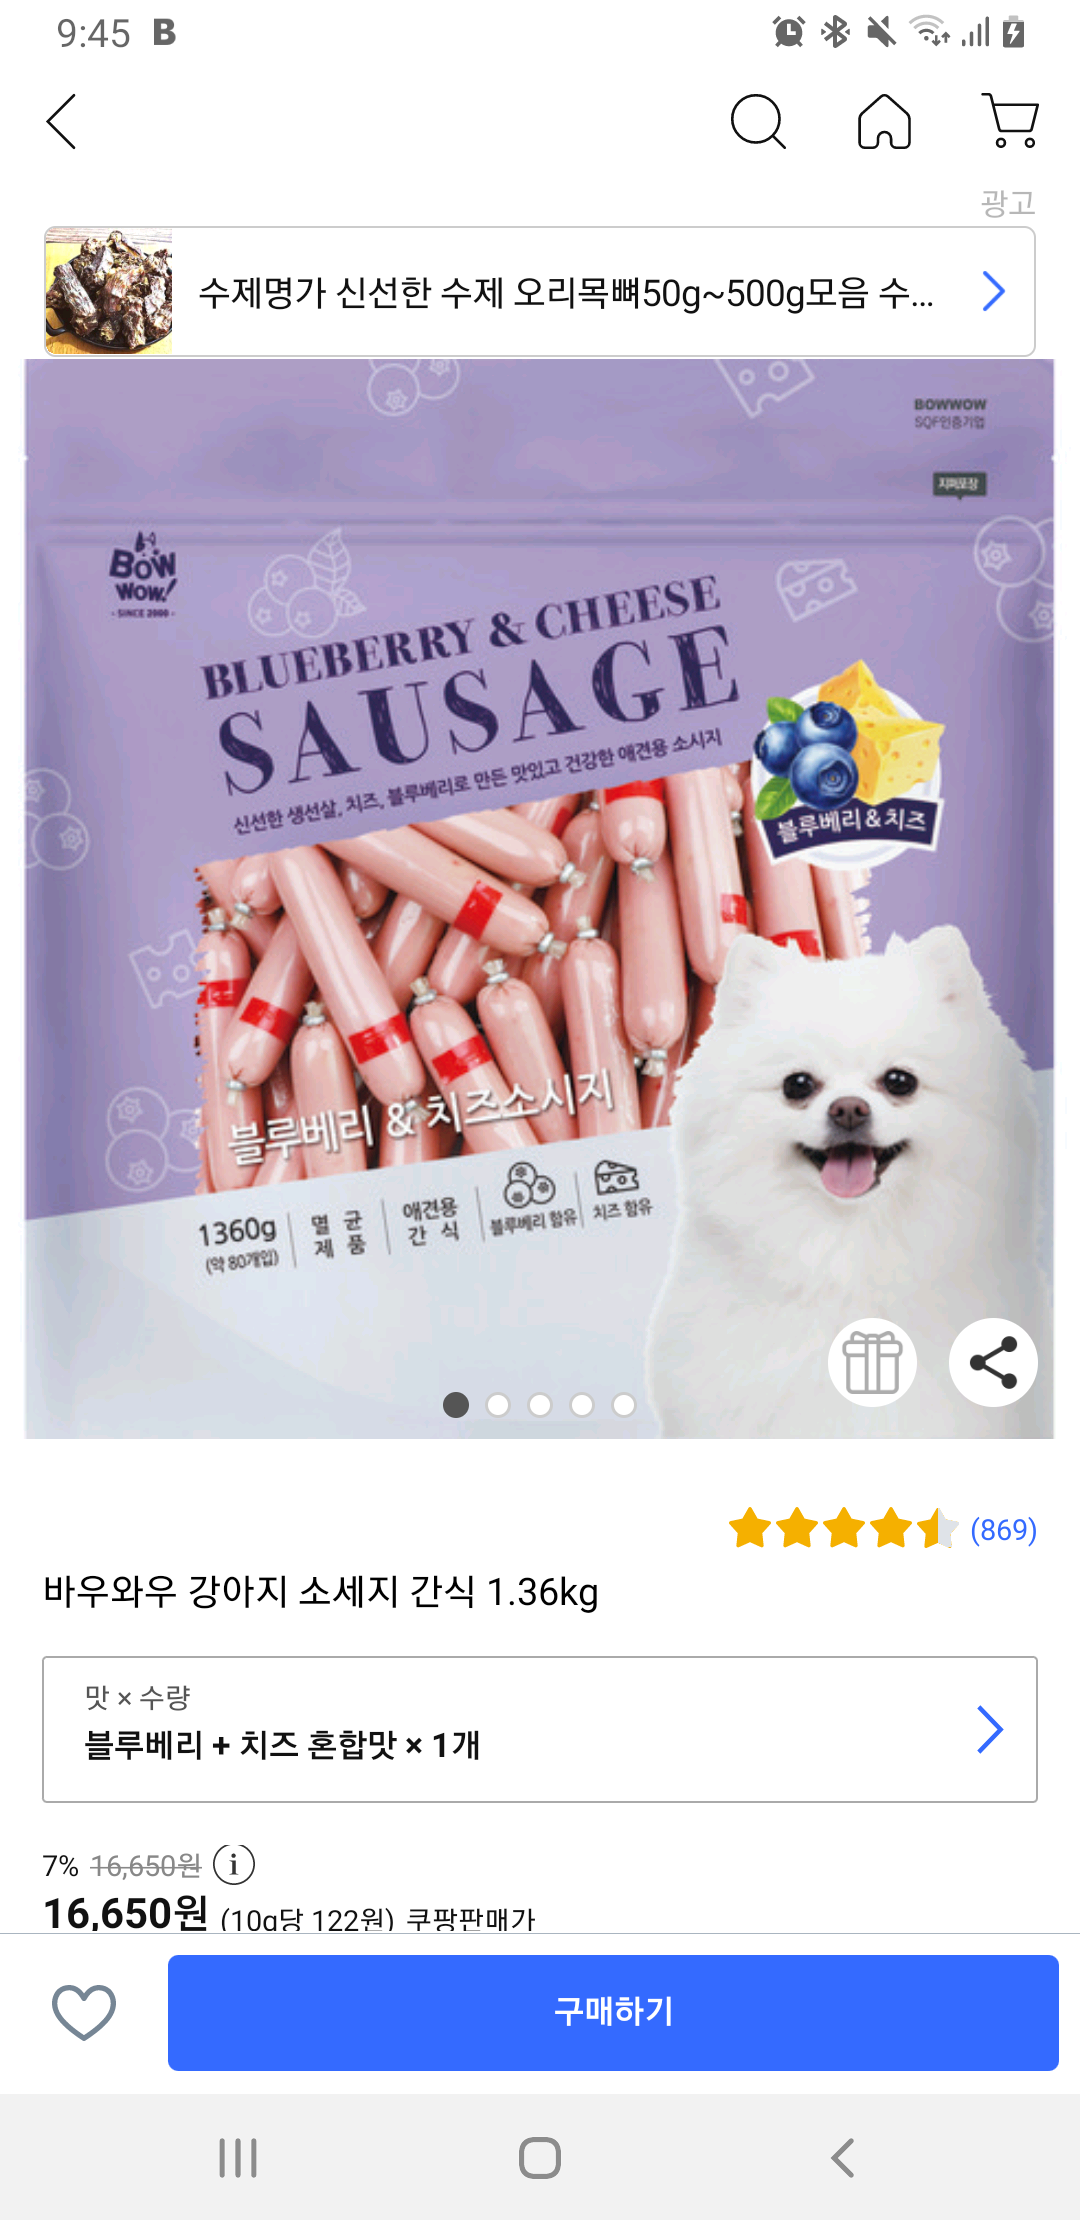 9:45 B
광고
수제명가 신선한 수제 오리목뼈50g~500g모음 수...
BOWWOW
SQF인증기업
지퍼포장
BOW
WOW!
- SINCE 2000 -
BLUEBERRY & CHEESE
SAUSAGE
신선한 생선살, 치즈, 블루베리로 만든 맛있고 건강한 애견용 소시지
블루베리&치즈
블루베리 & 치즈소시지
1360g
(약 80개입)
멸균
제품
애견용
간식
블루베리 함유
치즈 함유
(869)
바우와우 강아지 소세지 간식 1.36kg
맛 × 수량
블루베리 + 치즈 혼합맛 × 1개
7% 16,650원 i
16,650원 (10g당 122원) 쿠팡판매가
구매하기